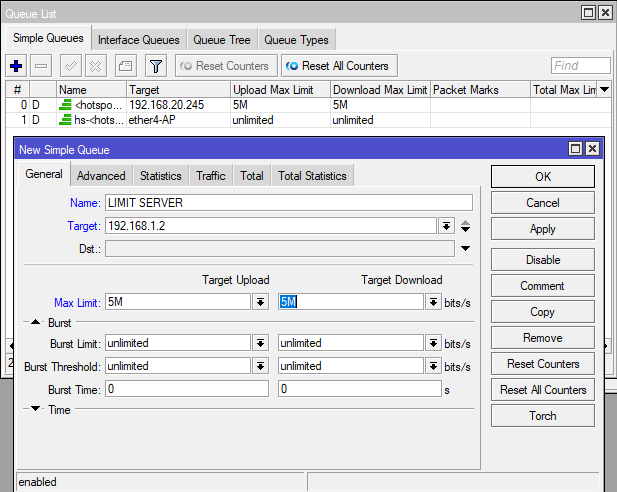 Queue List
Simple Queues Interface Queues Queue Tree Queue Types
Reset Counters Reset All Counters Find
# Name Target Upload Max Limit Download Max Limit Packet Marks Total Max Lim
0 D <hotspo... 192.168.20.245 5M 5M
1 D hs-<hots... ether4-AP unlimited unlimited
New Simple Queue
General Advanced Statistics Traffic Total Total Statistics
Name: LIMIT SERVER
Target: 192.168.1.2
Dst.:
Target Upload Target Download
Max Limit: 5M 5M bits/s
Burst
Burst Limit: unlimited unlimited bits/s
Burst Threshold: unlimited unlimited bits/s
Burst Time: 0 0 s
Time
OK
Cancel
Apply
Disable
Comment
Copy
Remove
Reset Counters
Reset All Counters
Torch
2
enabled